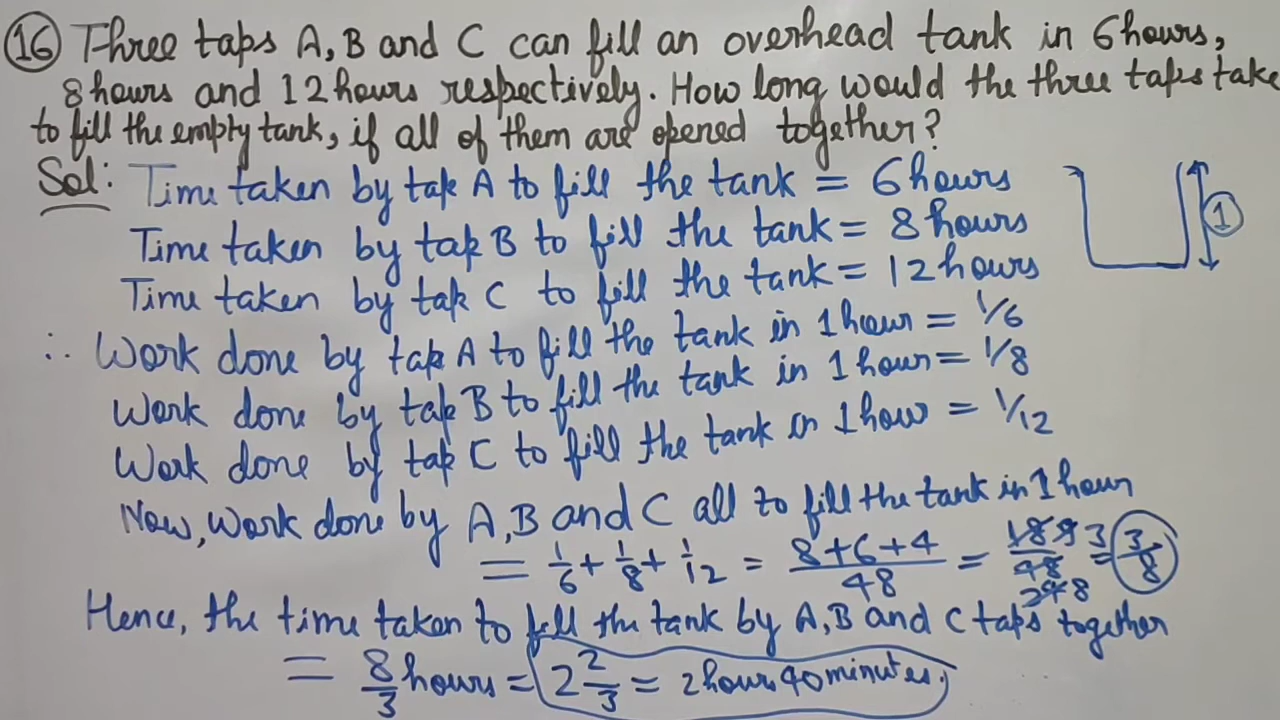 16 Three taps A, B and C can fill an overhead tank in 6 hours,
8 hours and 12 hours respectively. How long would the three taps take
to fill the empty tank, if all of them are opened together?
Sol: Time taken by tap A to fill the tank = 6 hours
1
Time taken by tap B to fill the tank = 8 hours
Time taken by tap C to fill the tank = 12 hours
∴ Work done by tap A to fill the tank in 1 hour = 1/6
Work done by tap B to fill the tank in 1 hour = 1/8
Work done by tap C to fill the tank in 1 hour = 1/12
Now, Work done by A, B and C all to fill the tank in 1 hour
= 1/6 + 1/8 + 1/12 = 8+6+4/48 = 18 9 3/48 24 8 = 3/8
Hence, the time taken to fill the tank by A, B and C taps together
= 8/3 hours = 2 2/3 = 2 hours 40 minutes.